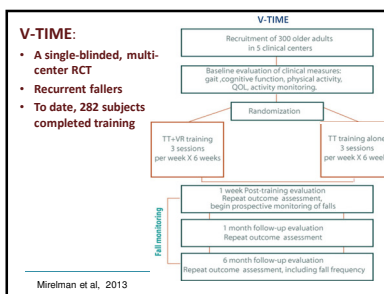 V-TIME:
• A single-blinded, multi-
center RCT
• Recurrent fallers
• To date, 282 subjects
completed training
Mirelman et al, 2013
V-TIME
Recruitment of 300 older adults
in 5 clinical centers
Baseline evaluation of clinical measures:
gait ,cognitive function, physical activity,
QOL, activity monitoring.
Randomization
TT+VR training
3 sessions
per week X 6 weeks
TT training alone
3 sessions
per week X 6 week
Fall monitoring
1 week Post-training evaluation
Repeat outcome assessment,
begin prospective monitoring of falls
1 month follow-up evaluation
Repeat outcome assessment
6 month follow-up evaluation
Repeat outcome assessment, including fall frequency